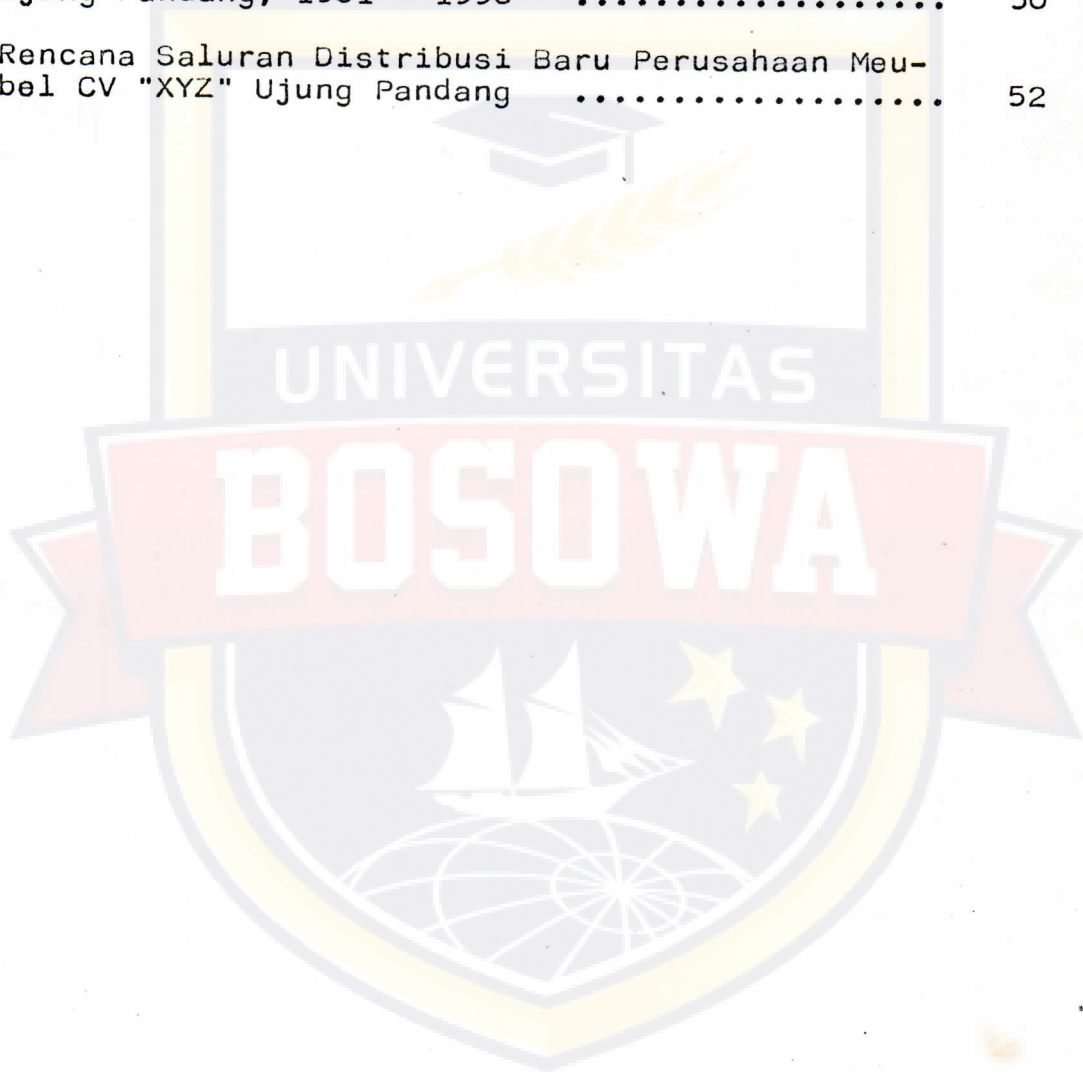 Rencana Saluran Distribusi Baru Perusahaan Meu-
bel CV "XYZ" Ujung Pandang ................... 52
UNIVERSITAS
BOSOWA